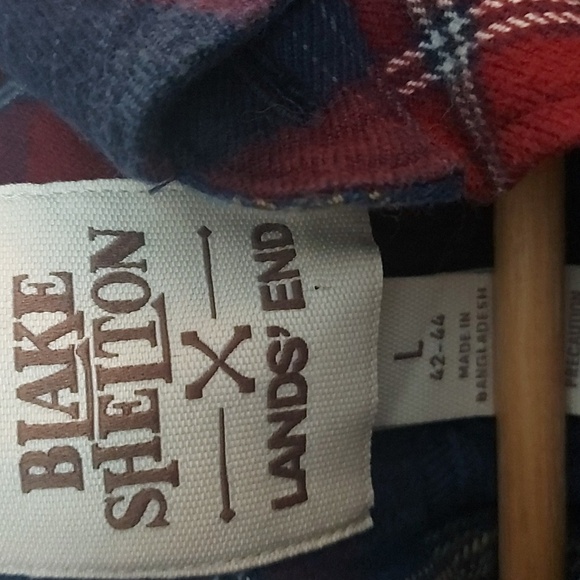 BLAKE
SHELTON
X
LANDS' END
L
42-44
MADE IN
BANGLADESH